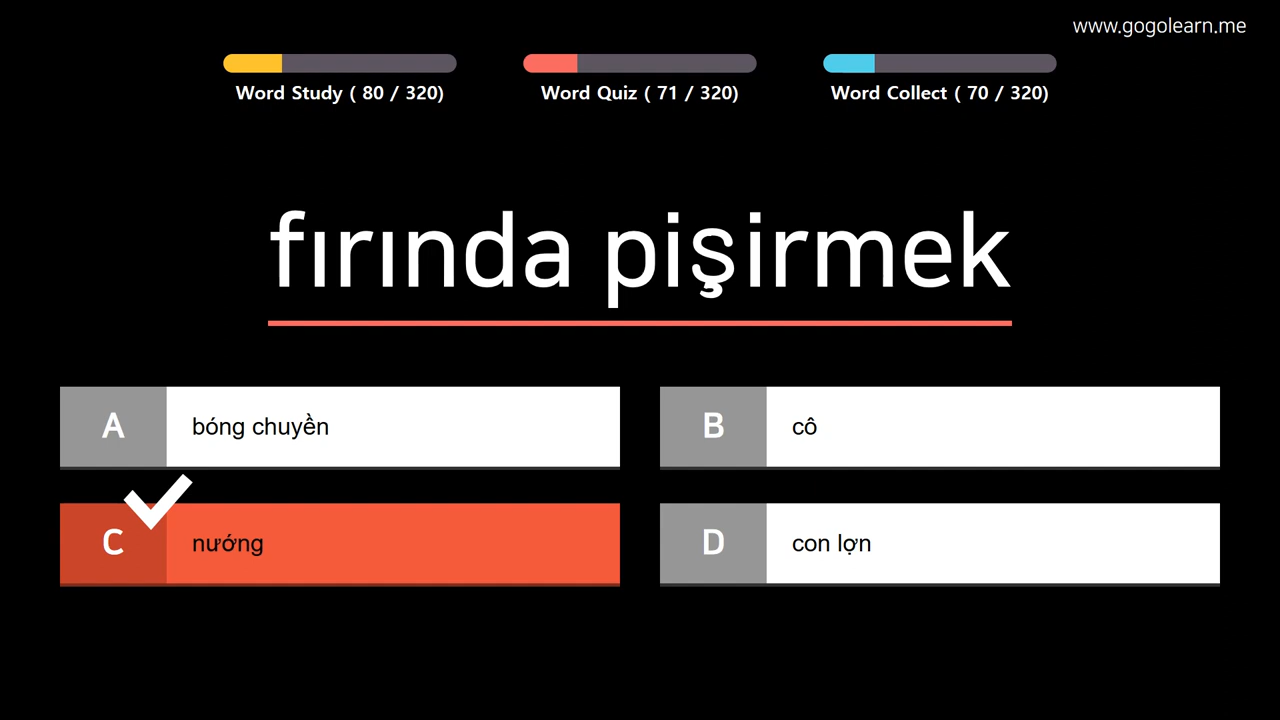 www.gogolearn.me
Word Study ( 80 / 320)
Word Quiz ( 71 / 320)
Word Collect ( 70 / 320)
fırında pişirmek
A bóng chuyền
B cô
C nướng
D con lợn